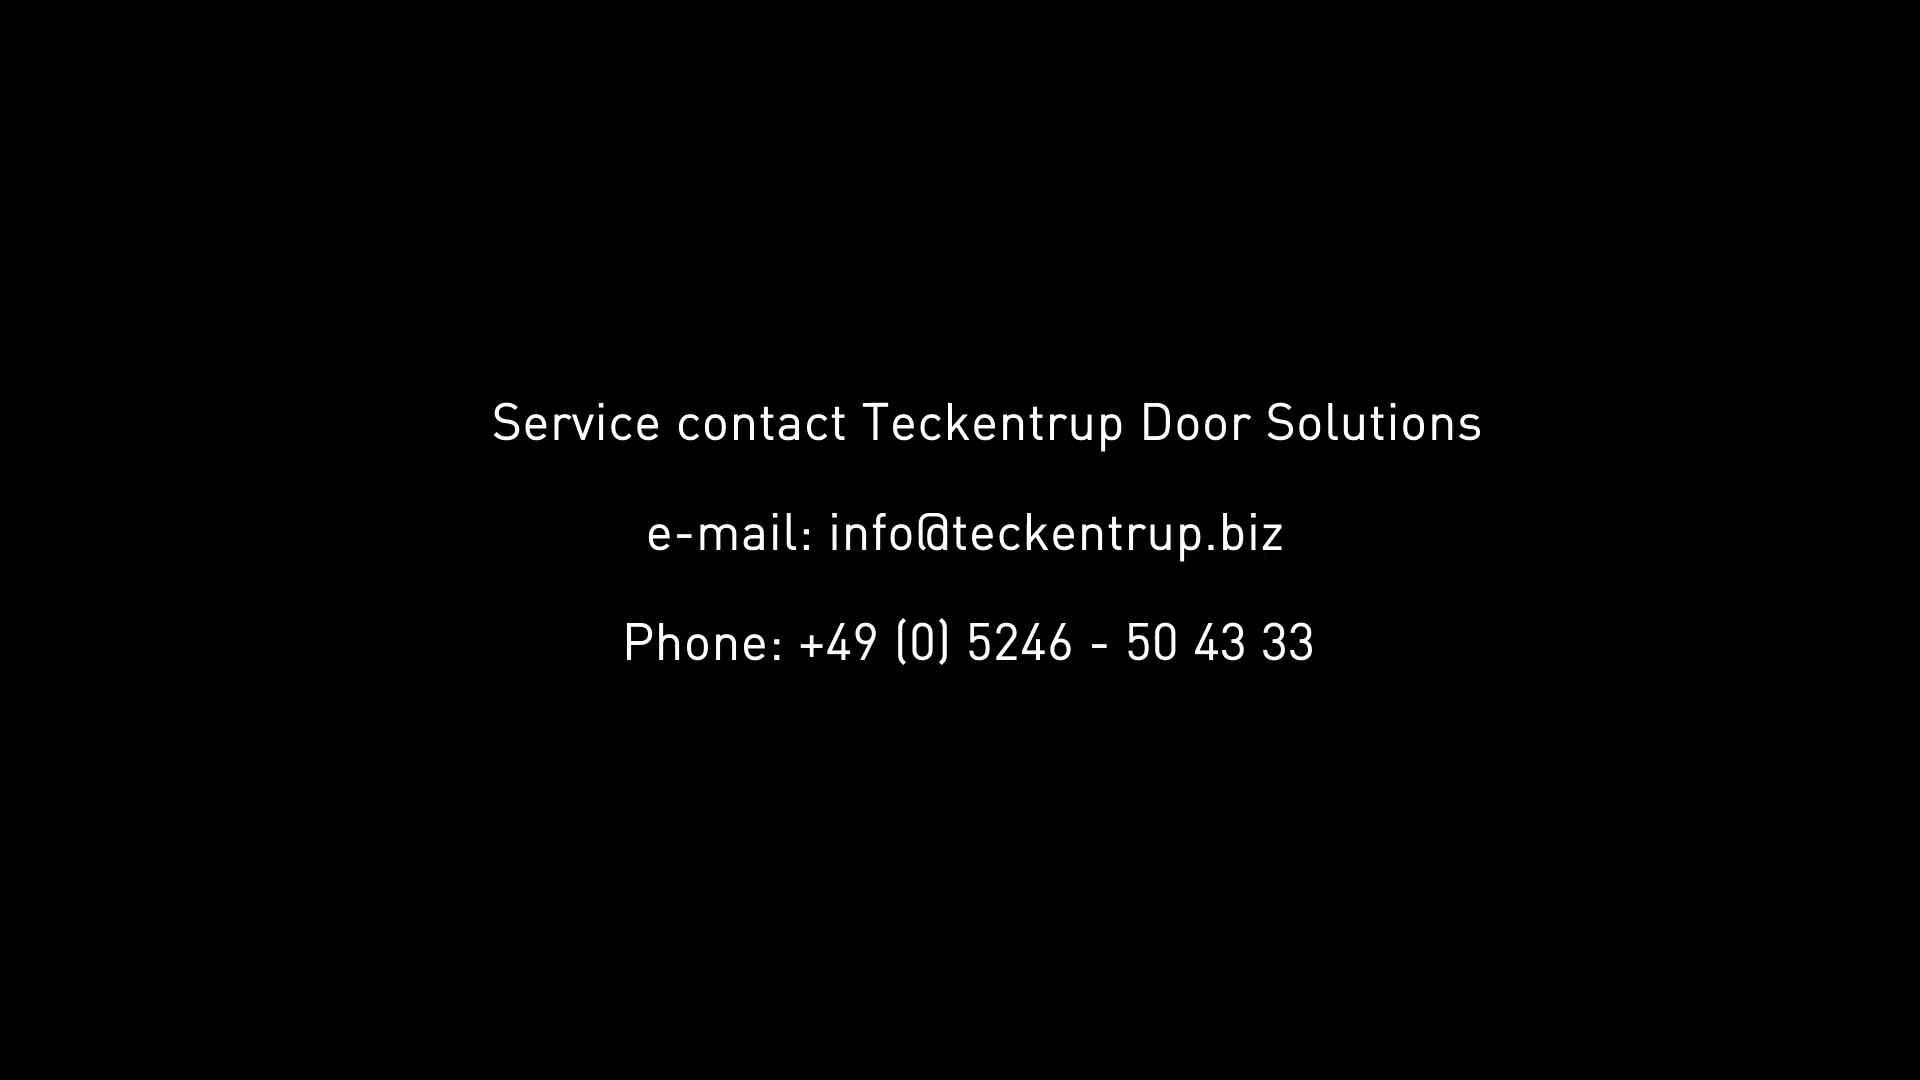 Service contact Teckentrup Door Solutions
e-mail: info@teckentrup.biz
Phone: +49 (0) 5246 - 50 43 33